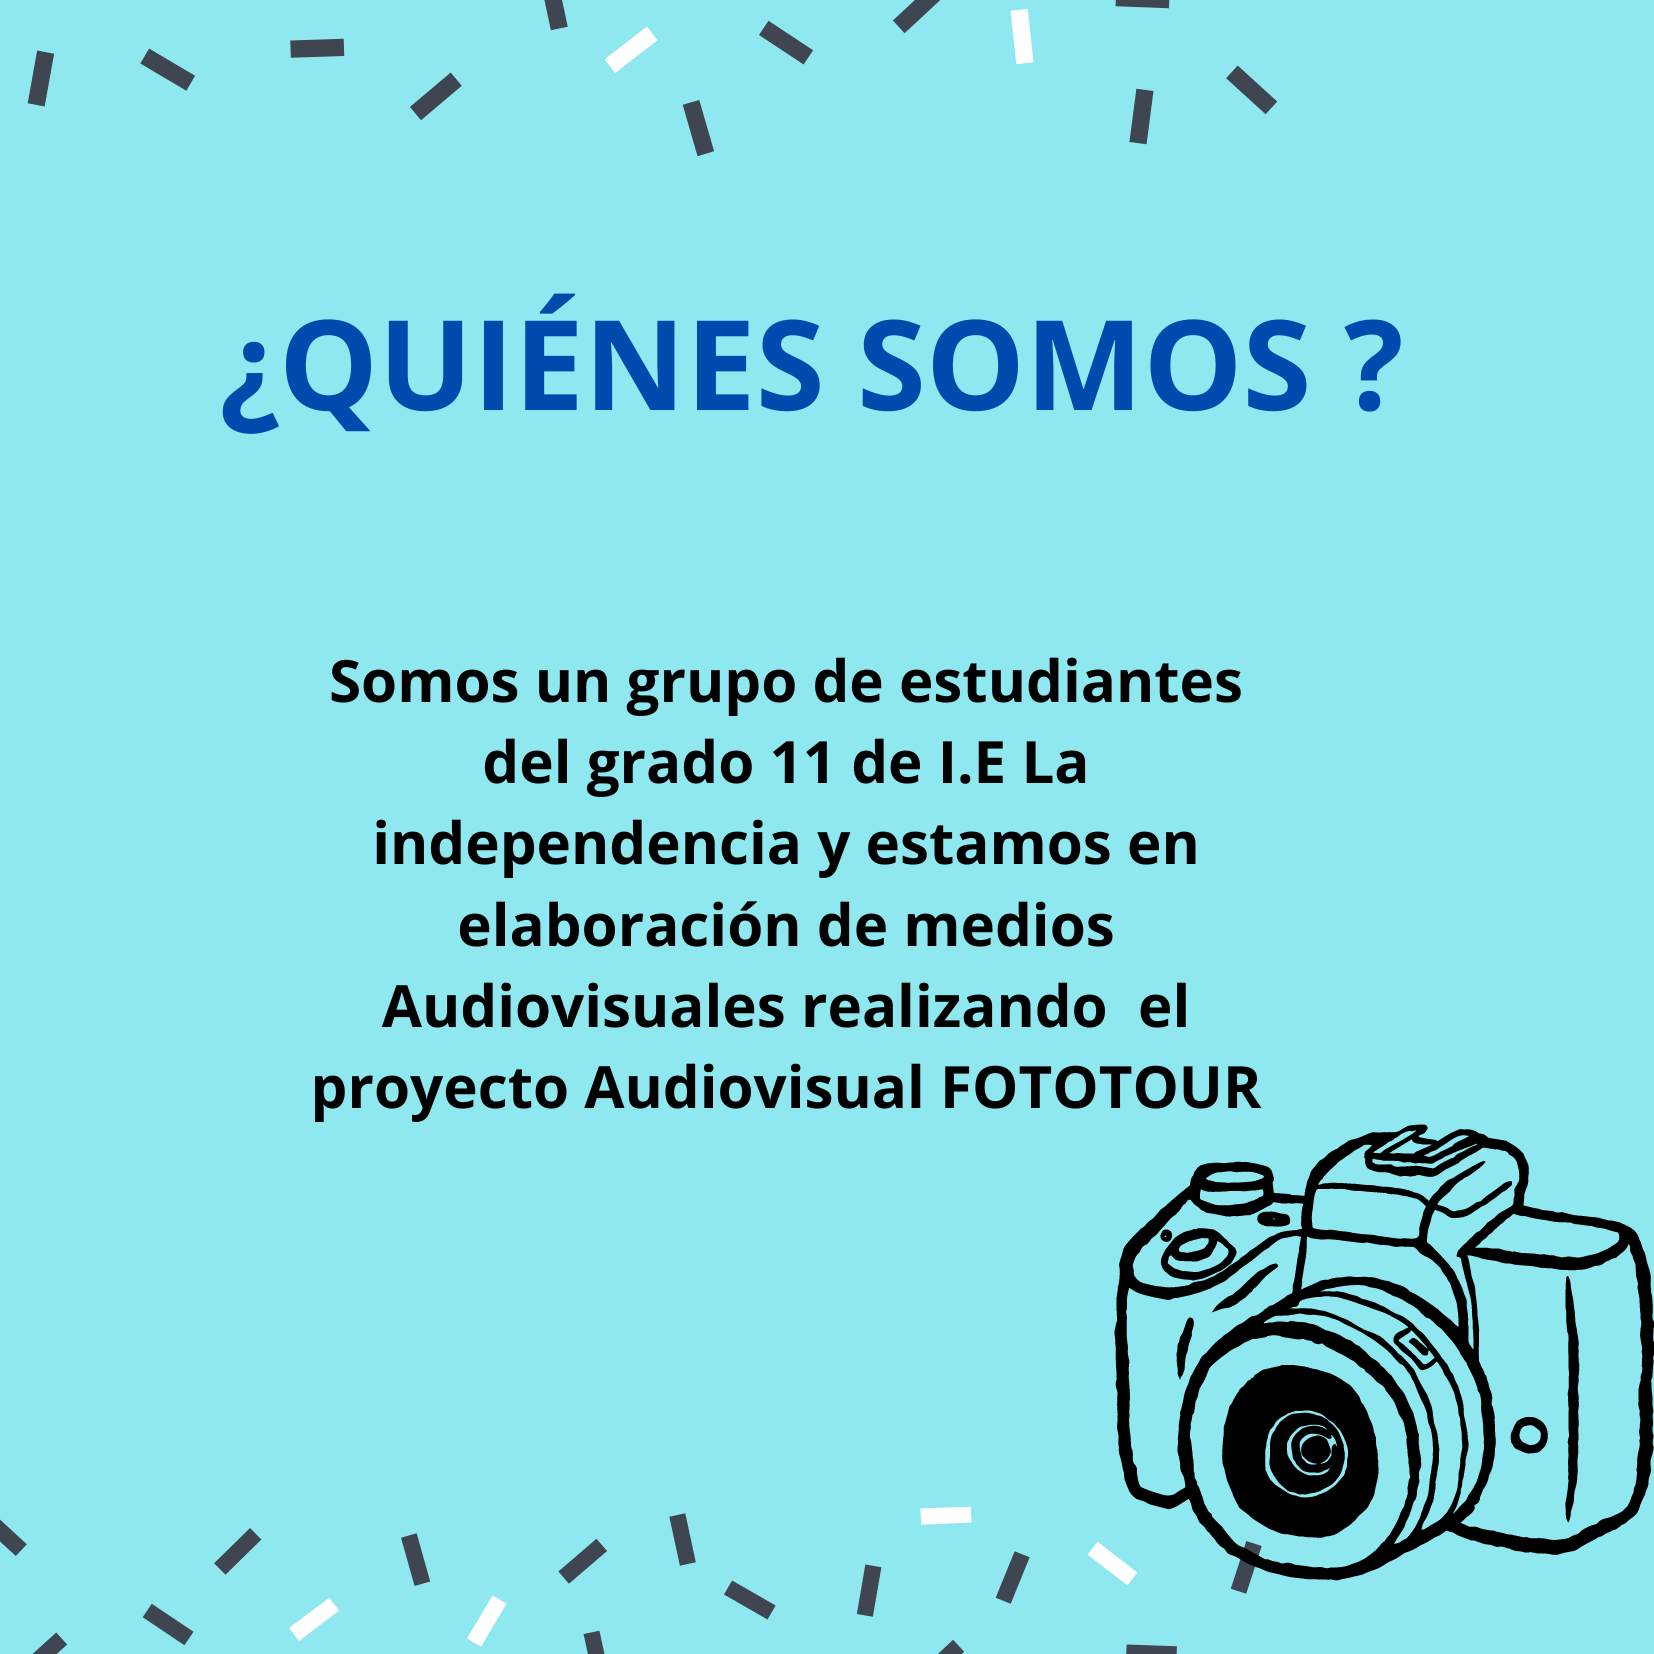 ¿QUIÉNES SOMOS ?
Somos un grupo de estudiantes
del grado 11 de I.E La
independencia y estamos en
elaboración de medios
Audiovisuales realizando  el
proyecto Audiovisual FOTOTOUR